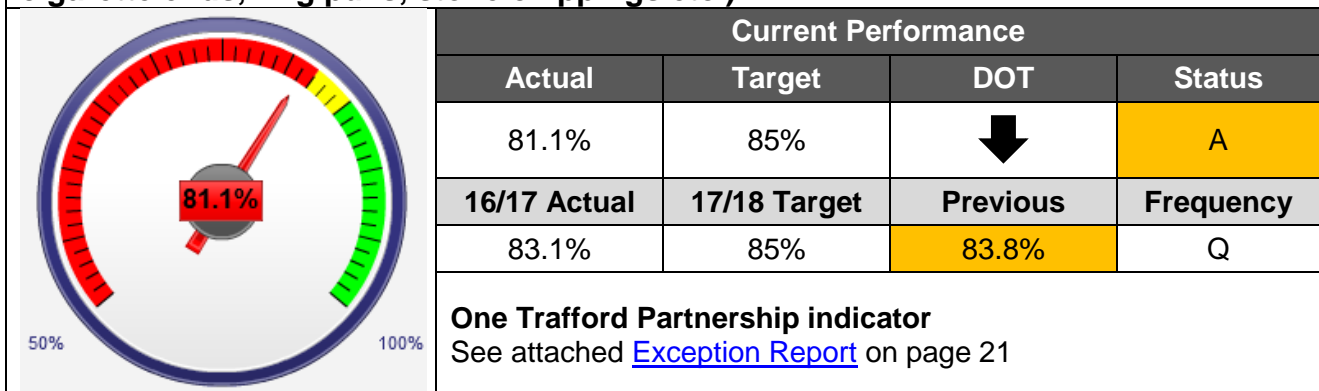 Current Performance
Actual Target DOT Status
81.1% 85% A
16/17 Actual 17/18 Target Previous Frequency
83.1% 85% 83.8% Q
81.1%
50% 100%
One Trafford Partnership indicator
See attached Exception Report on page 21